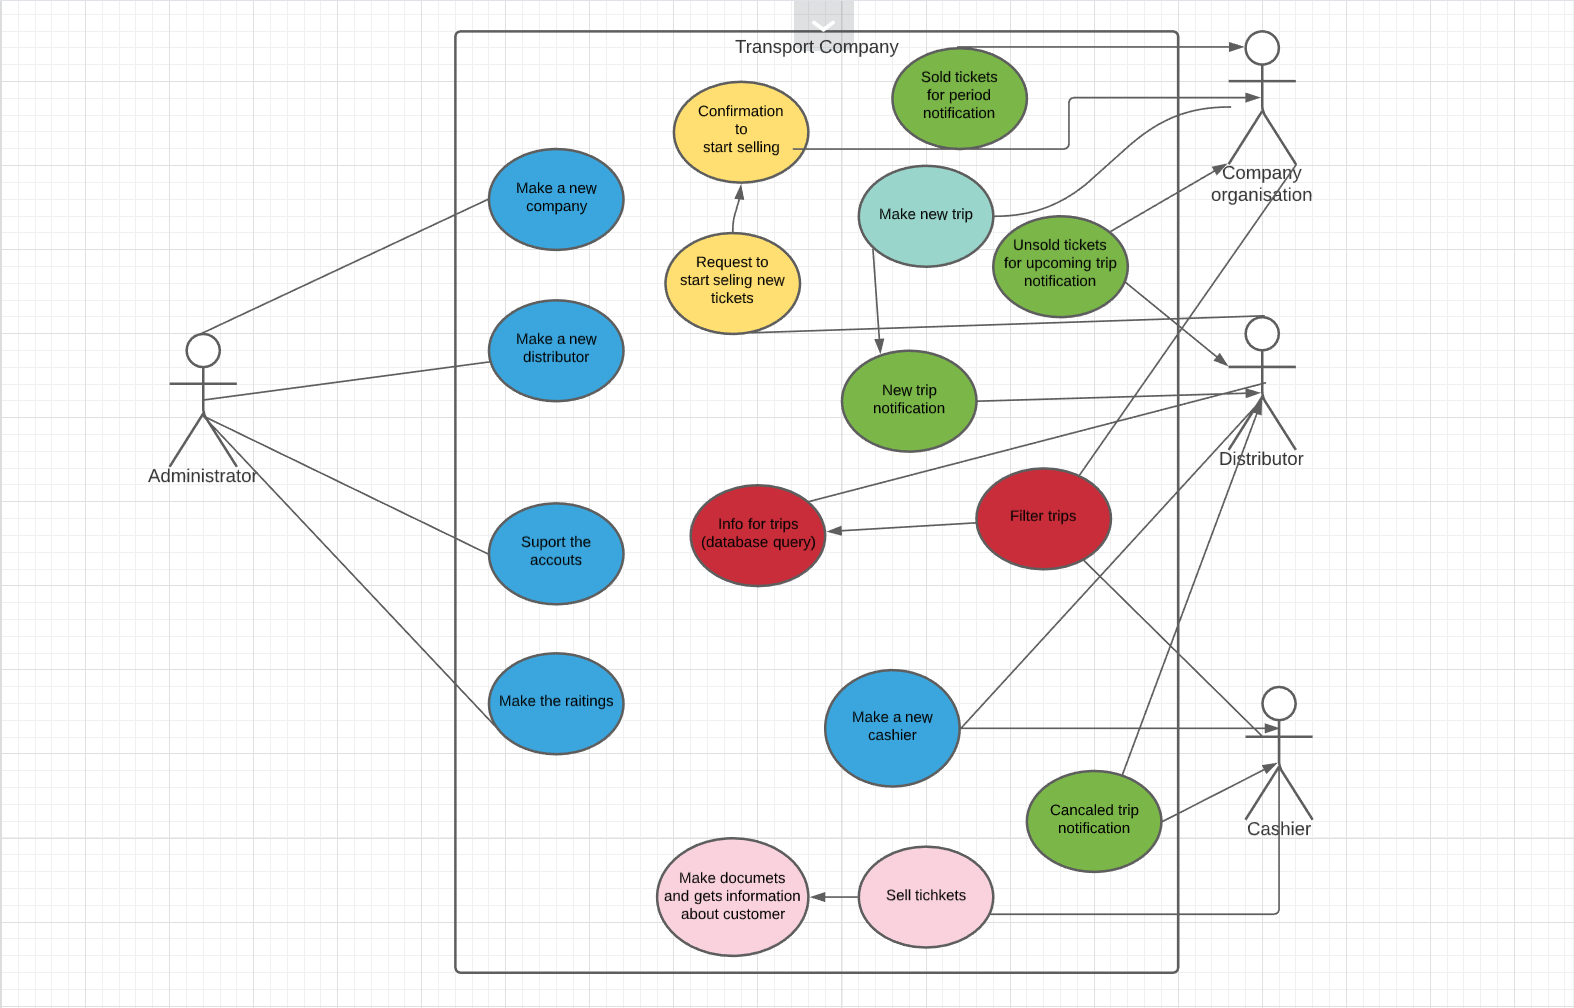 Transport Company
Sold tickets
for period
notification
Confirmation
to
start selling
Company
organisation
Make a new
company
Make new trip
Unsold tickets
for upcoming trip
notification
Request to
start selirıg new
tickets
Make a new
distributor
New trip
notification
Distributor
Administrator
Suport the
accouts
Info for trips
(database query)
Filter trips
Make the raitings
Make a new
cashier
Cancaled trip
notification
Cashier
Make documets
and gets information
about customer
Sell tichkets